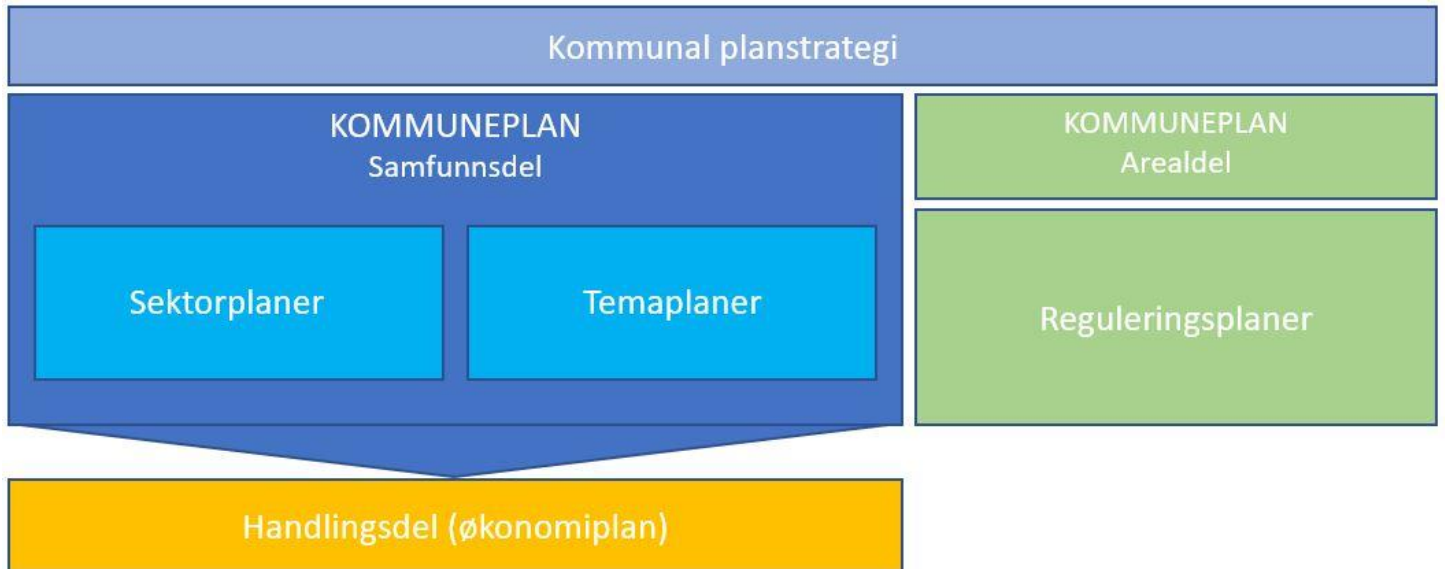 Kommunal planstrategi
KOMMUNEPLAN
Samfunnsdel
Sektorplaner
Temaplaner
KOMMUNEPLAN
Arealdel
Reguleringsplaner
Handlingsdel (økonomiplan)